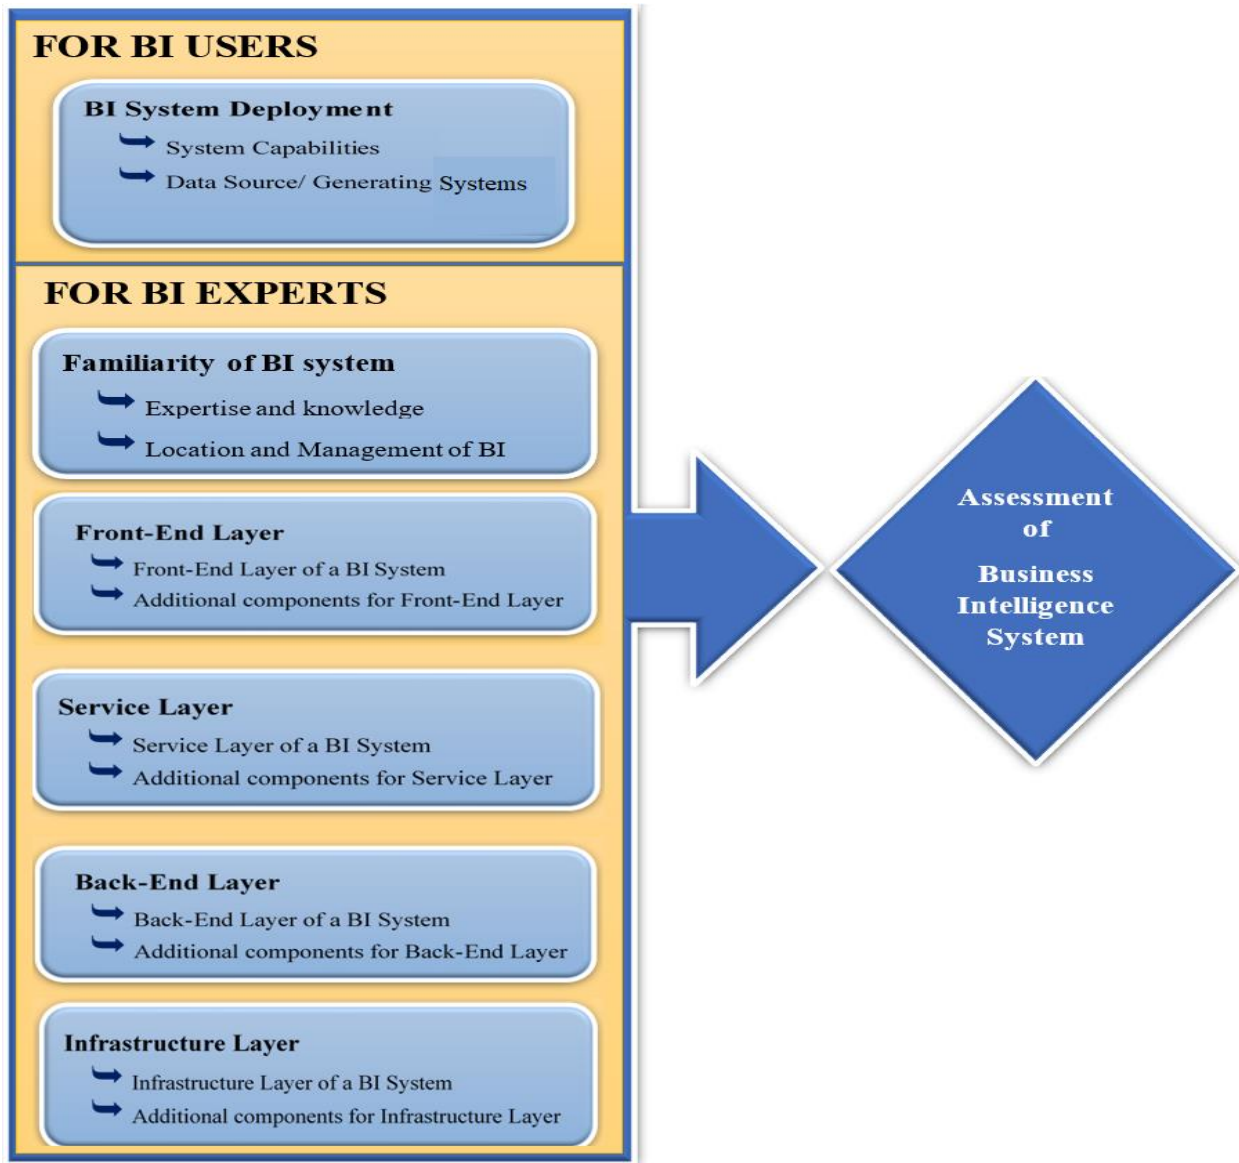 FOR BI USERS
BI System Deployment
System Capabilities
Data Source/ Generating Systems
FOR BI EXPERTS
Familiarity of BI system
Expertise and knowledge
Location and Management of BI
Front-End Layer
Front-End Layer of a BI System
Additional components for Front-End Layer
Service Layer
Service Layer of a BI System
Additional components for Service Layer
Back-End Layer
Back-End Layer of a BI System
Additional components for Back-End Layer
Infrastructure Layer
Infrastructure Layer of a BI System
Additional components for Infrastructure Layer
Assessment
of
Business
Intelligence
System